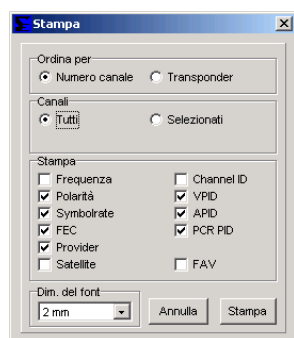 Stampa
Ordina per
Numero canale Transponder
Canali
Tutti Selezionati
Stampa
Frequenza Channel ID
Polarità VPID
Symbolrate APID
FEC PCR PID
Provider
Satellite FAV
Dim. del font
2 mm Annulla Stampa